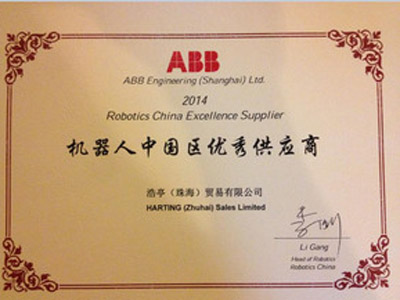 ABB
ABB Engineering (Shanghai) Ltd.
2014
Robotics China Excellence Supplier
机器人中国区优秀供应商
浩亭（珠海）贸易有限公司
HARTING (Zhuhai) Sales Limited
Li Gang
Head of Robotics
Robotics China